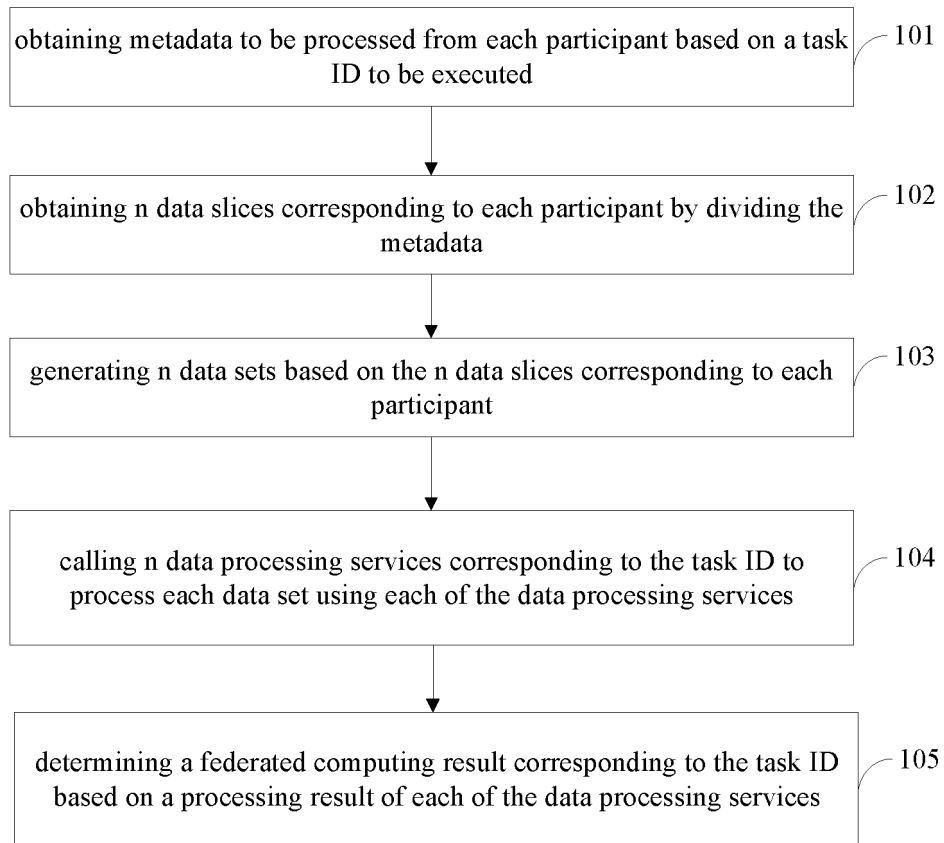 obtaining metadata to be processed from each participant based on a task
ID to be executed
101
obtaining n data slices corresponding to each participant by dividing the
metadata
102
generating n data sets based on the n data slices corresponding to each
participant
103
calling n data processing services corresponding to the task ID to
process each data set using each of the data processing services
104
determining a federated computing result corresponding to the task ID
based on a processing result of each of the data processing services
105